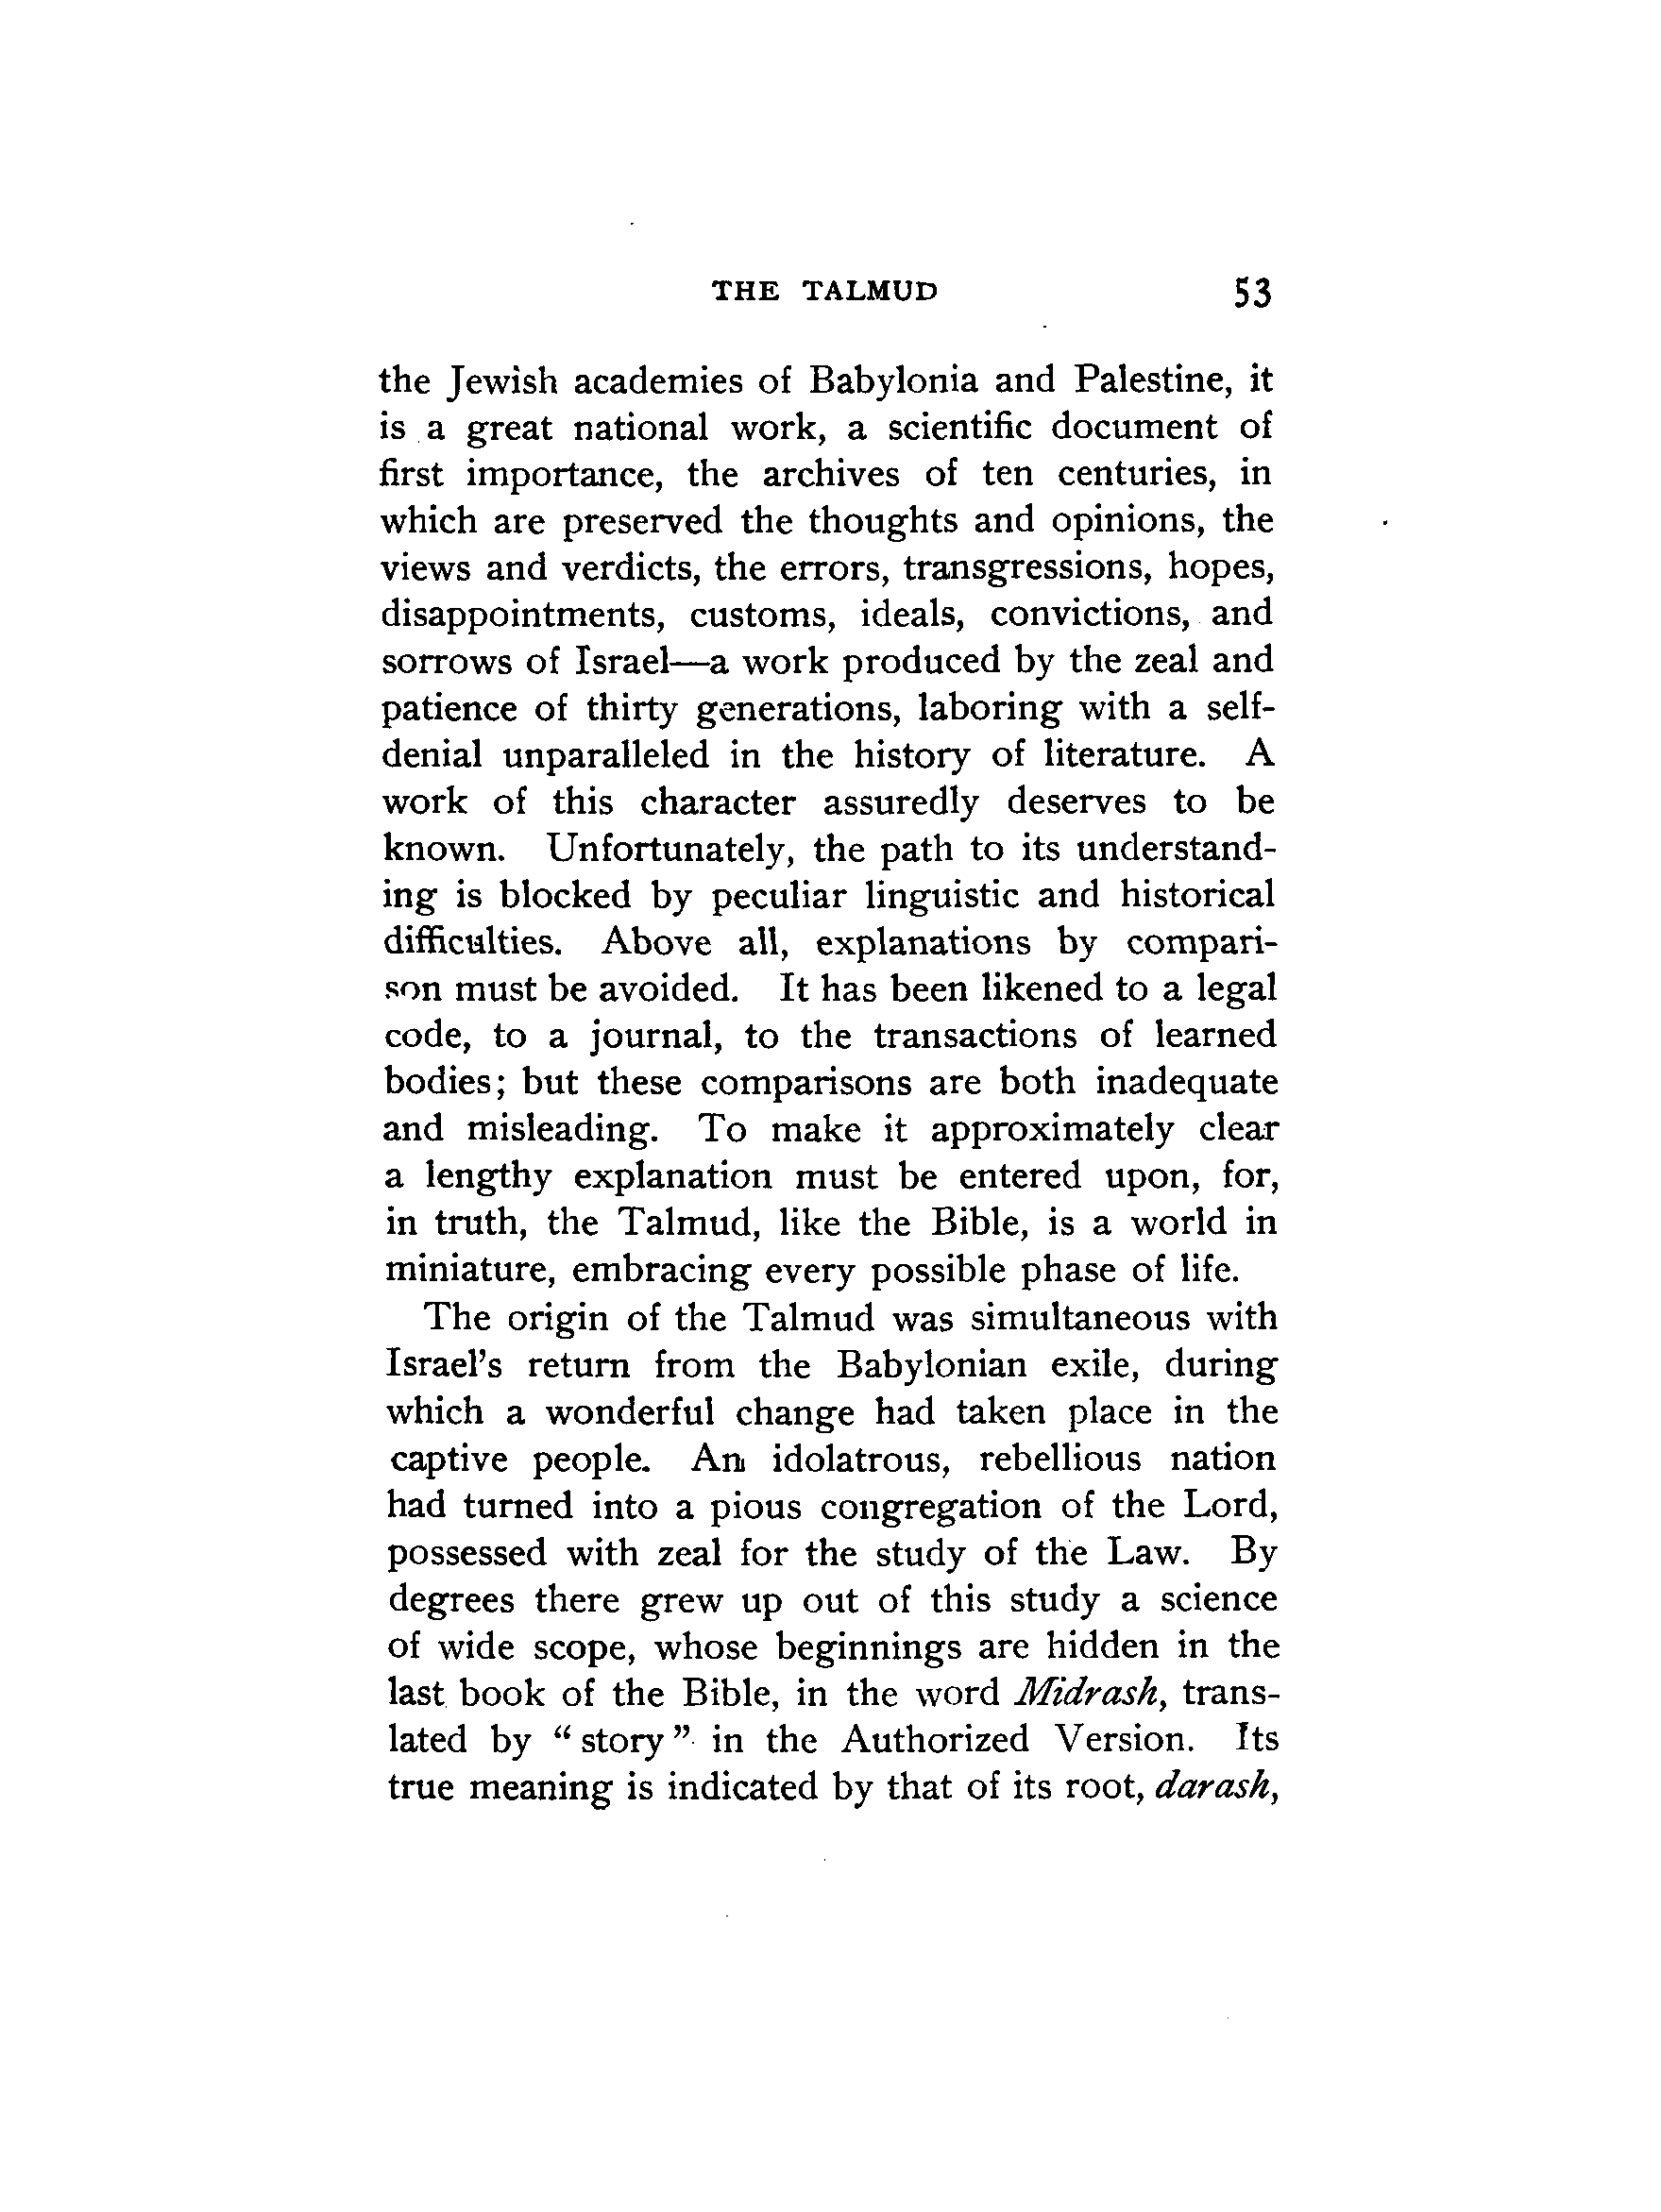 THE TALMUD 53
the Jewish academies of Babylonia and Palestine, it
is a great national work, a scientific document of
first importance, the archives of ten centuries, in
which are preserved the thoughts and opinions, the
views and verdicts, the errors, transgressions, hopes,
disappointments, customs, ideals, convictions, and
sorrows of Israel—a work produced by the zeal and
patience of thirty generations, laboring with a self-
denial unparalleled in the history of literature. A
work of this character assuredly deserves to be
known. Unfortunately, the path to its understand-
ing is blocked by peculiar linguistic and historical
difficulties. Above all, explanations by compari-
son must be avoided. It has been likened to a legal
code, to a journal, to the transactions of learned
bodies; but these comparisons are both inadequate
and misleading. To make it approximately clear
a lengthy explanation must be entered upon, for,
in truth, the Talmud, like the Bible, is a world in
miniature, embracing every possible phase of life.
The origin of the Talmud was simultaneous with
Israel's return from the Babylonian exile, during
which a wonderful change had taken place in the
captive people. An idolatrous, rebellious nation
had turned into a pious congregation of the Lord,
possessed with zeal for the study of the Law. By
degrees there grew up out of this study a science
of wide scope, whose beginnings are hidden in the
last book of the Bible, in the word Midrash, trans-
lated by “story” in the Authorized Version. Its
true meaning is indicated by that of its root, darash,